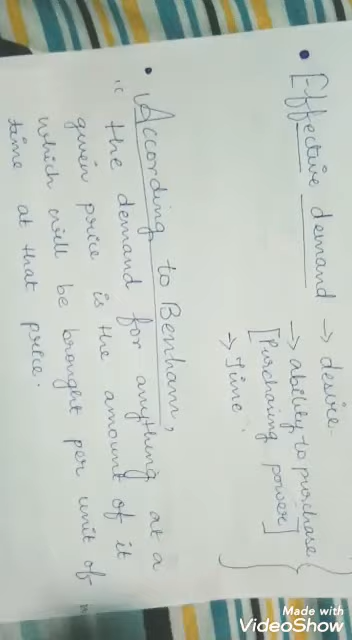 • Effective demand → desire
→ ability to purchase
[Purchasing power]
→ Time
• According to Benham,
" the demand for anything at a
given price is the amount of it
which will be brought per unit of
time at that price.
Made with
VideoShow